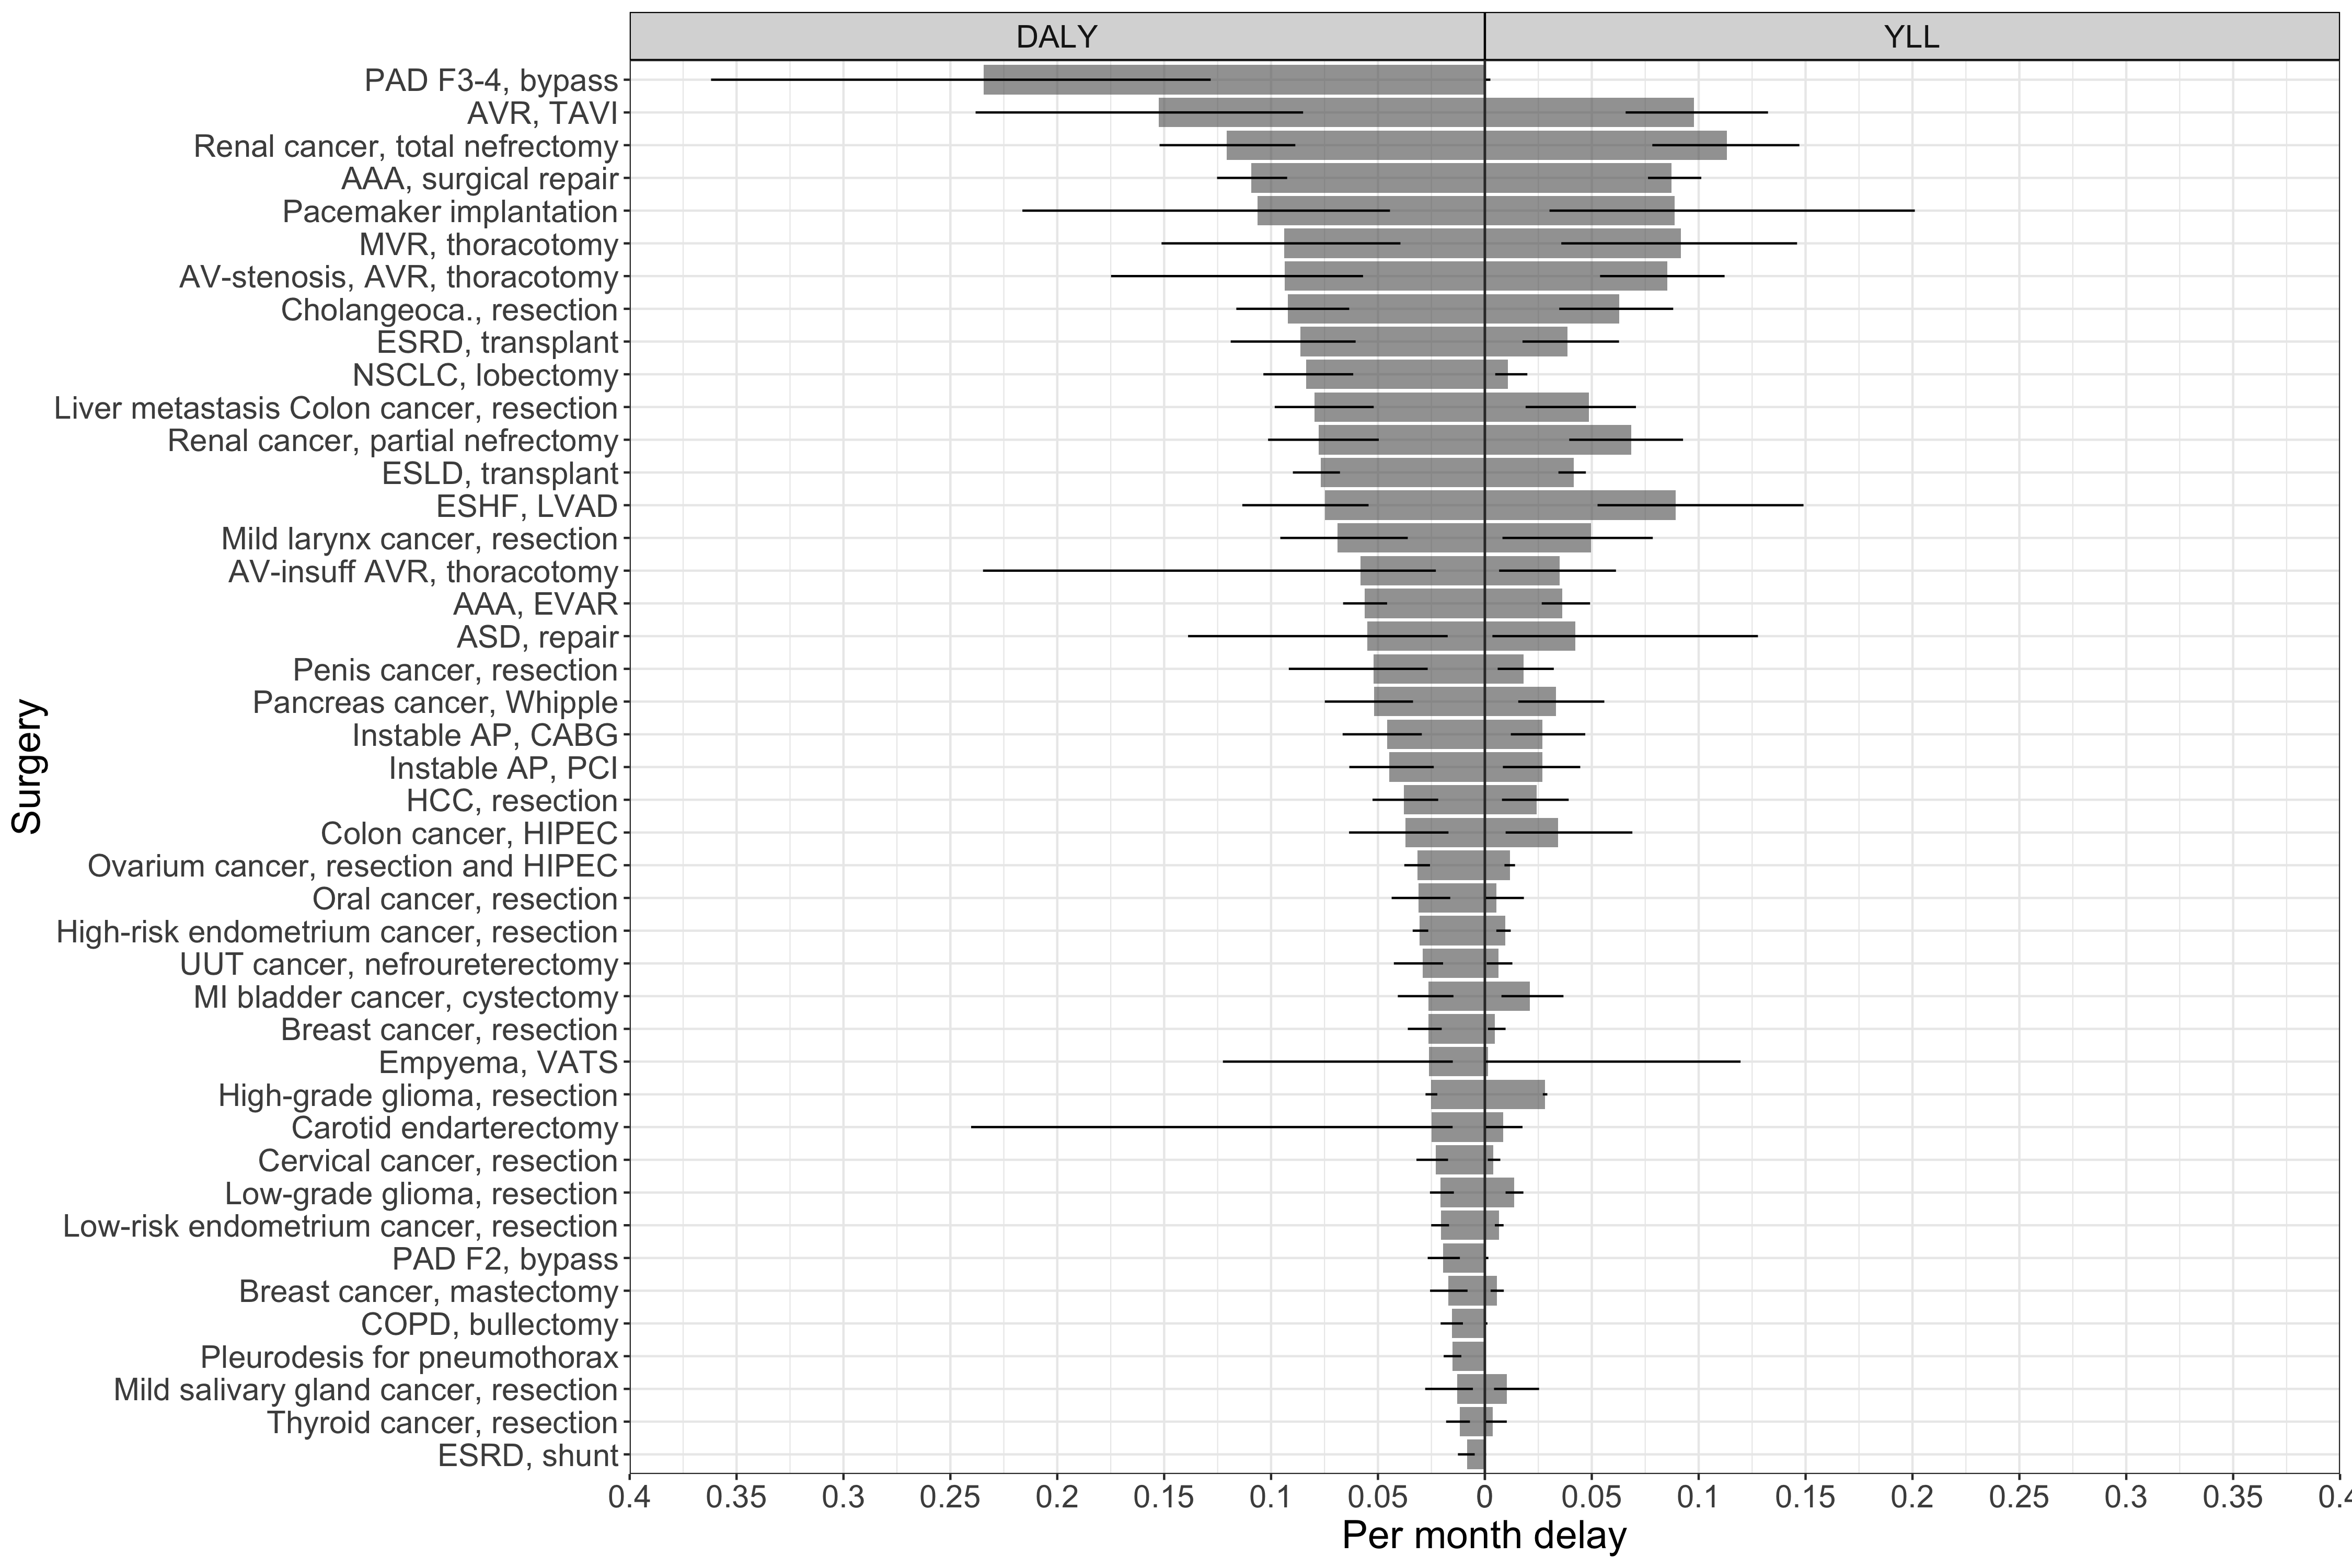 DALY YLL
PAD F3-4, bypass
AVR, TAVI
Renal cancer, total nefrectomy
AAA, surgical repair
Pacemaker implantation
MVR, thoracotomy
AV-stenosis, AVR, thoracotomy
Cholangeoca., resection
ESRD, transplant
NSCLC, lobectomy
Liver metastasis Colon cancer, resection
Renal cancer, partial nefrectomy
ESLD, transplant
ESHF, LVAD
Mild larynx cancer, resection
AV-insuff AVR, thoracotomy
AAA, EVAR
ASD, repair
Penis cancer, resection
Pancreas cancer, Whipple
Instable AP, CABG
Instable AP, PCI
HCC, resection
Colon cancer, HIPEC
Ovarium cancer, resection and HIPEC
Oral cancer, resection
High-risk endometrium cancer, resection
UUT cancer, nefroureterectomy
MI bladder cancer, cystectomy
Breast cancer, resection
Empyema, VATS
High-grade glioma, resection
Carotid endarterectomy
Cervical cancer, resection
Low-grade glioma, resection
Low-risk endometrium cancer, resection
PAD F2, bypass
Breast cancer, mastectomy
COPD, bullectomy
Pleurodesis for pneumothorax
Mild salivary gland cancer, resection
Thyroid cancer, resection
ESRD, shunt
Surgery
0.4 0.35 0.3 0.25 0.2 0.15 0.1 0.05 0 0.05 0.1 0.15 0.2 0.25 0.3 0.35 0.4
Per month delay